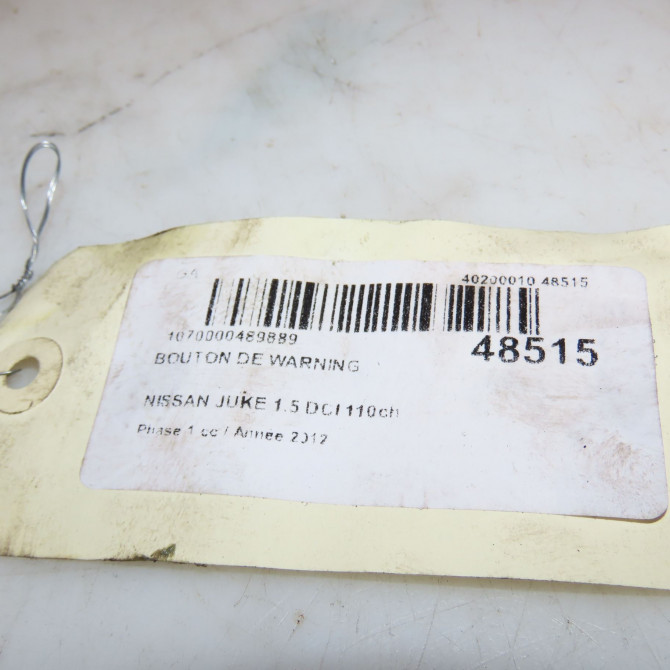 40200010 48515
1070000489889
48515
BOUTON DE WARNING
NISSAN JUKE 1.5 DCI 110ch
Phase 1 cc / Annee 2012